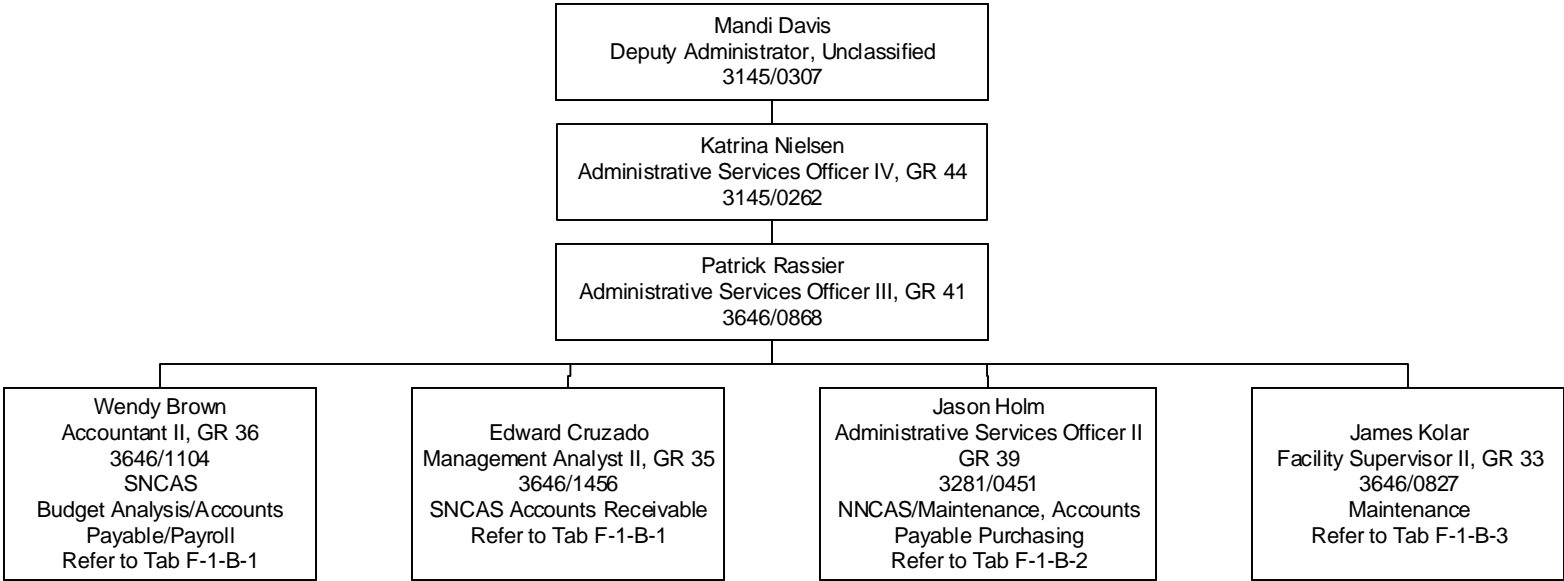 Mandi Davis
Deputy Administrator, Unclassified
3145/0307
Katrina Nielsen
Administrative Services Officer IV, GR 44
3145/0262
Patrick Rassier
Administrative Services Officer III, GR 41
3646/0868
Wendy Brown
Accountant II, GR 36
3646/1104
SNCAS
Budget Analysis/Accounts
Payable/Payroll
Refer to Tab F-1-B-1
Edward Cruzado
Management Analyst II, GR 35
3646/1456
SNCAS Accounts Receivable
Refer to Tab F-1-B-1
Jason Holm
Administrative Services Officer II
GR 39
3281/0451
NNCAS/Maintenance, Accounts
Payable Purchasing
Refer to Tab F-1-B-2
James Kolar
Facility Supervisor II, GR 33
3646/0827
Maintenance
Refer to Tab F-1-B-3